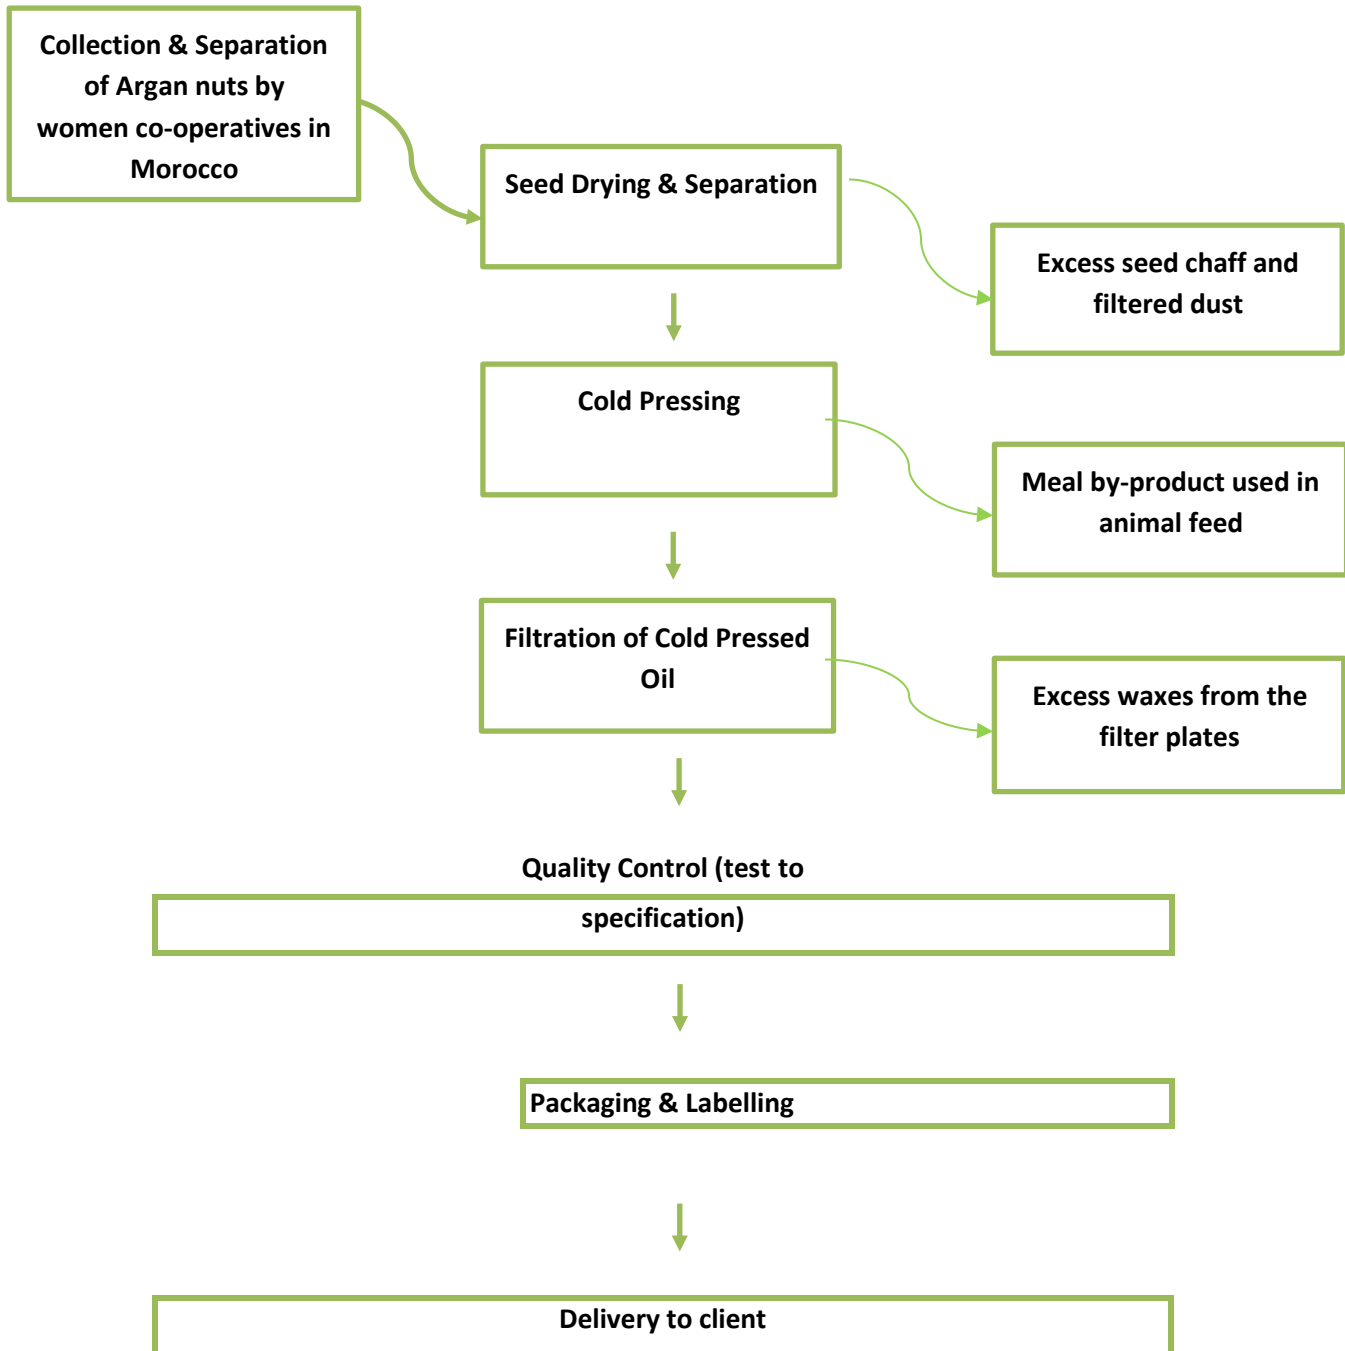 Collection & Separation
of Argan nuts by
women co-operatives in
Morocco
Seed Drying & Separation
Excess seed chaff and
filtered dust
Cold Pressing
Meal by-product used in
animal feed
Filtration of Cold Pressed
Oil
Excess waxes from the
filter plates
Quality Control (test to
specification)
Packaging & Labelling
Delivery to client